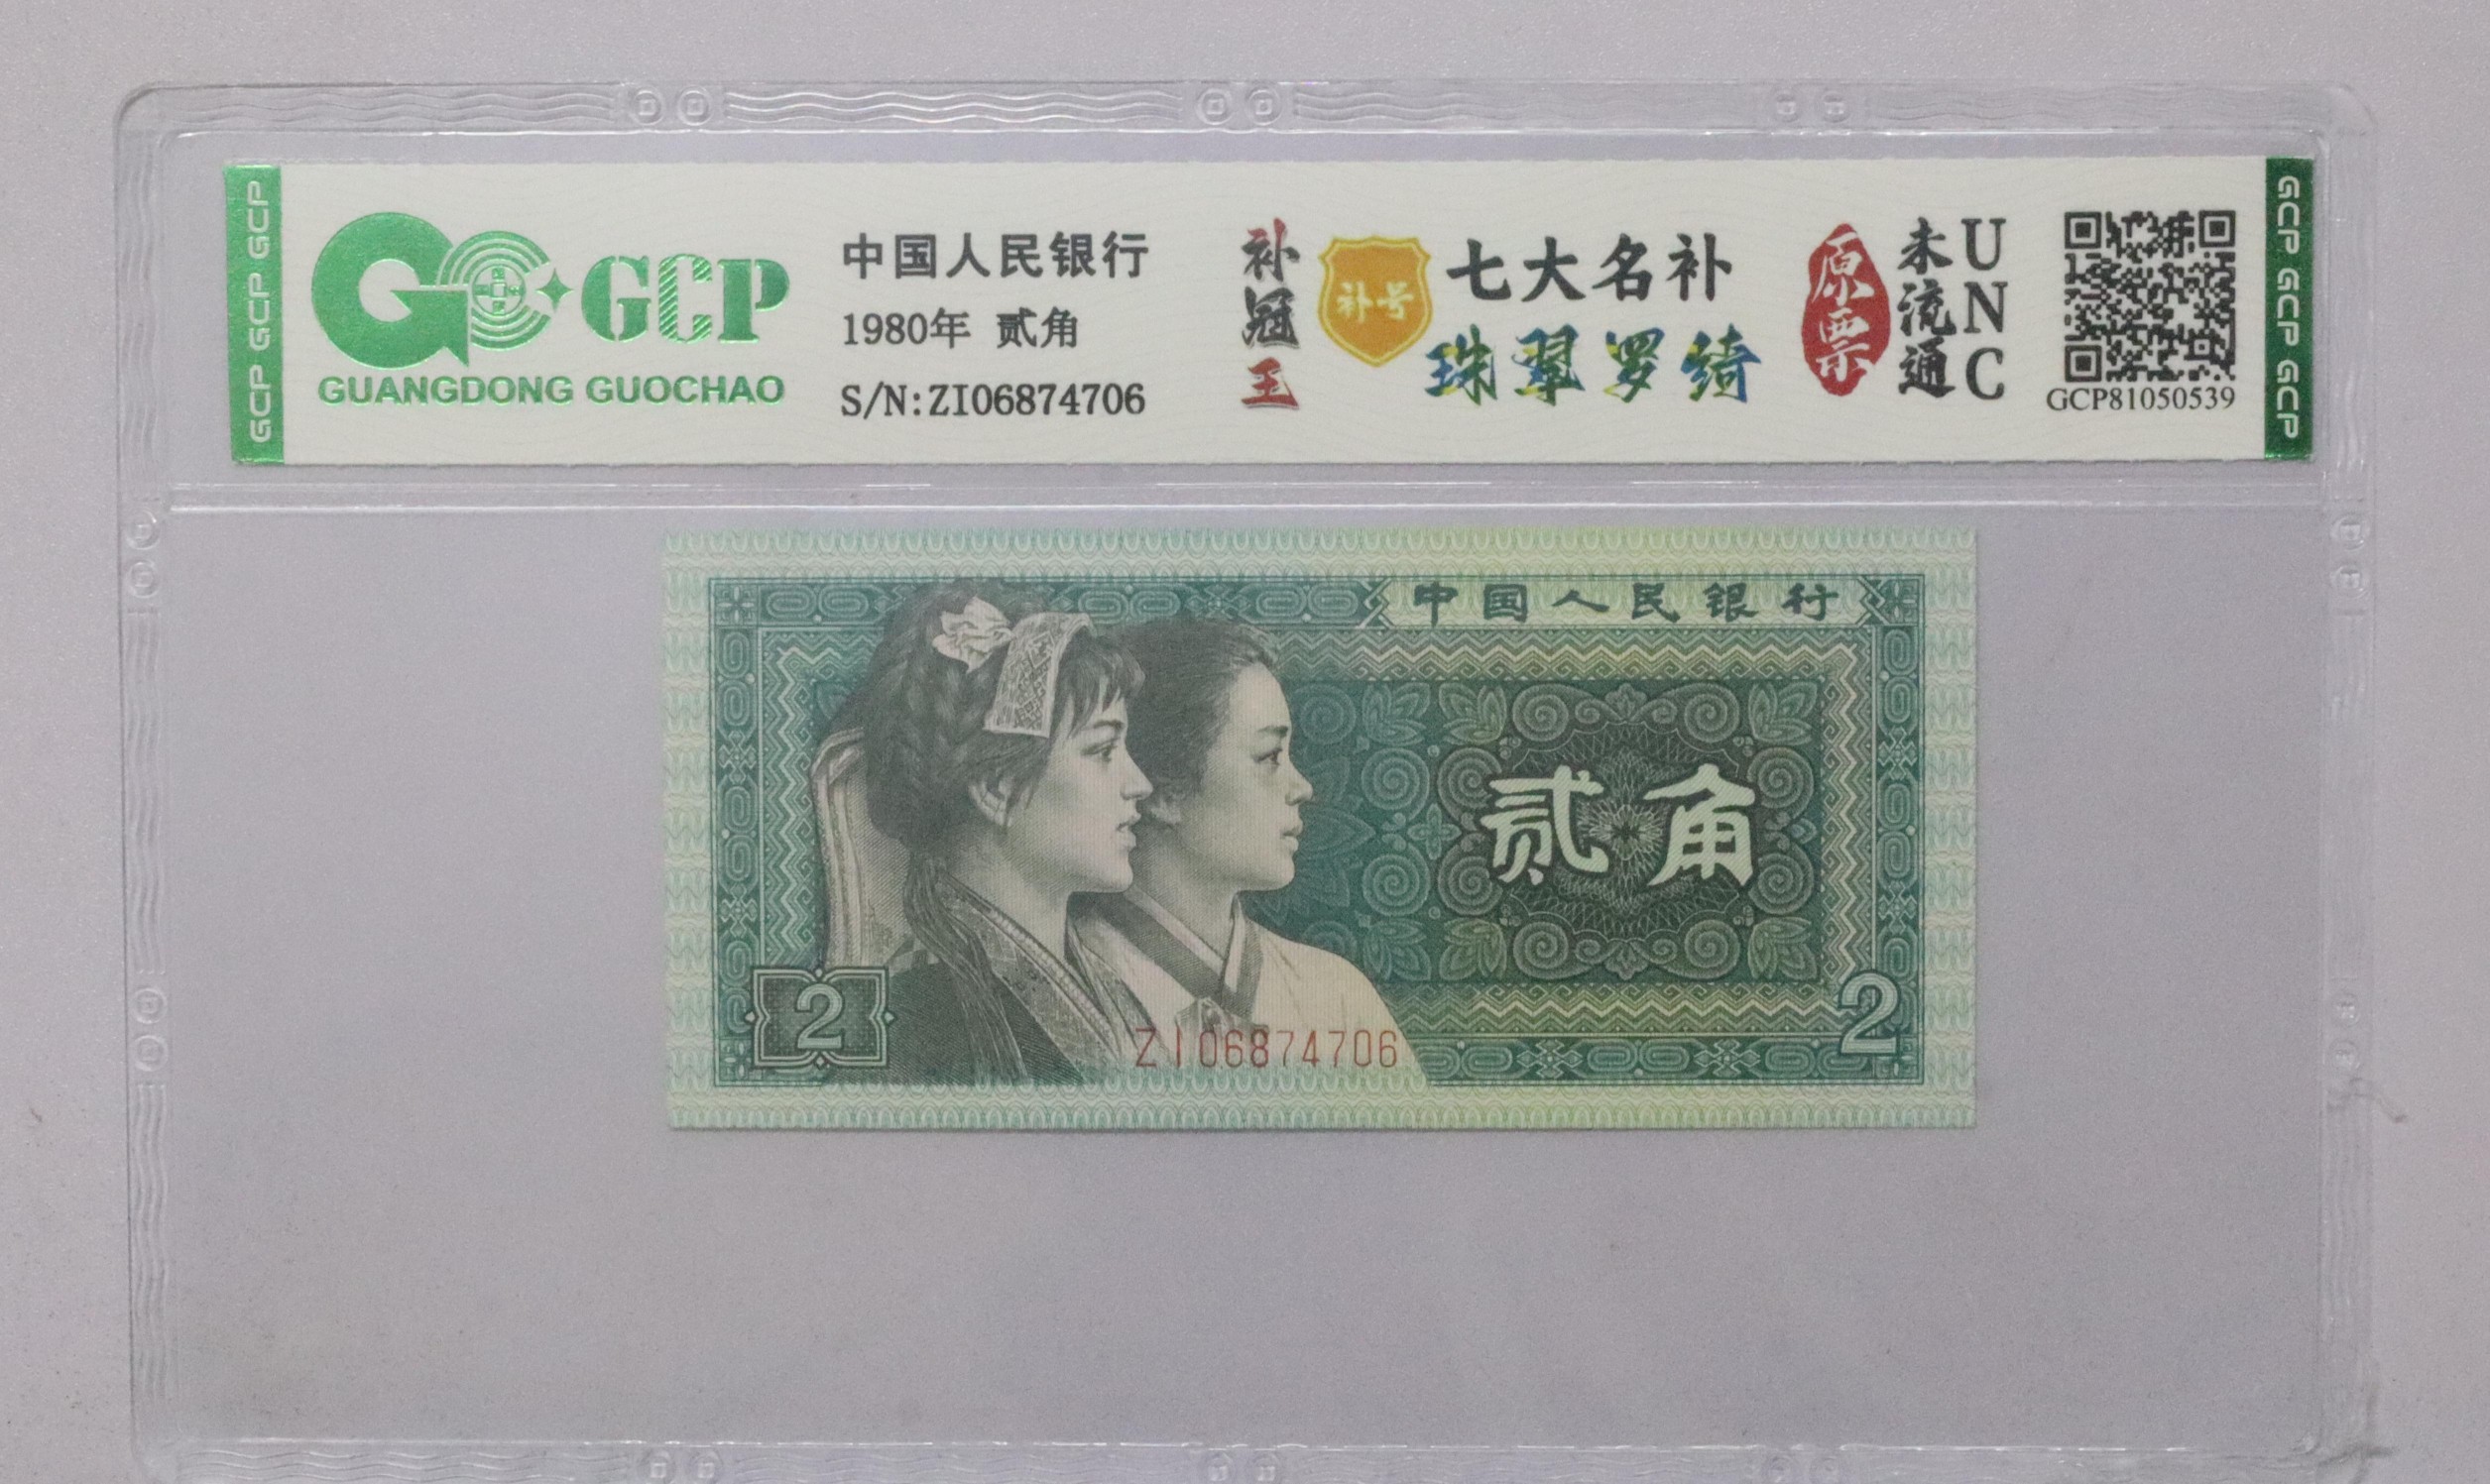 GCP GCP GCP
GCP
GUANGDONG GUOCHAO
中国人民银行
1980年 贰角
S/N:ZI06874706
补冠王
补号
七大名补
珠翠罗绮
原票
未流通
UNC
GCP81050539
GCP GCP GCP
中国人民银行
贰角
2
2
ZI06874706